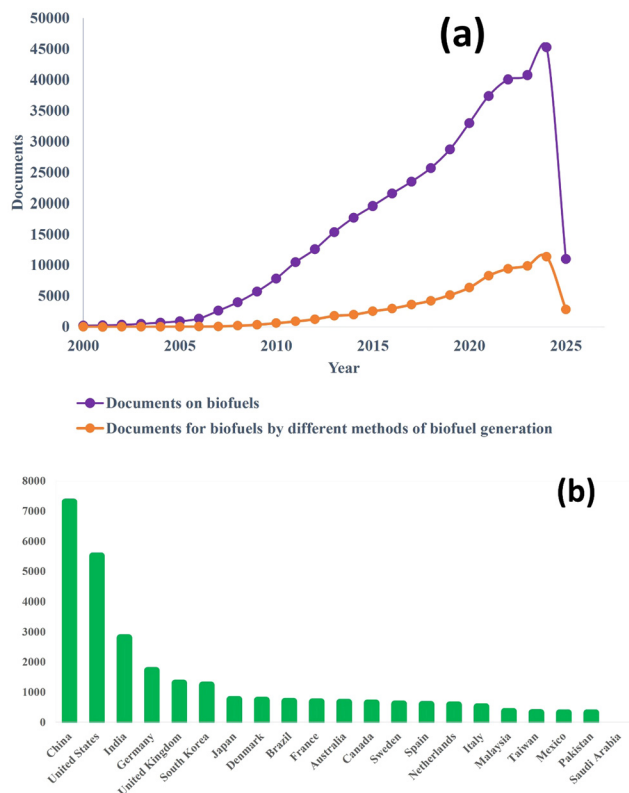 (a)
50000
45000
40000
35000
30000
25000
20000
15000
10000
5000
0
Documents
2000 2005 2010 2015 2020 2025
Year
Documents on biofuels
Documents for biofuels by different methods of biofuel generation
(b)
8000
7000
6000
5000
4000
3000
2000
1000
0
China
United States
India
Germany
United Kingdom
South Korea
Japan
Denmark
Brazil
France
Australia
Canada
Sweden
Spain
Netherlands
Italy
Malaysia
Taiwan
Mexico
Pakistan
Saudi Arabia